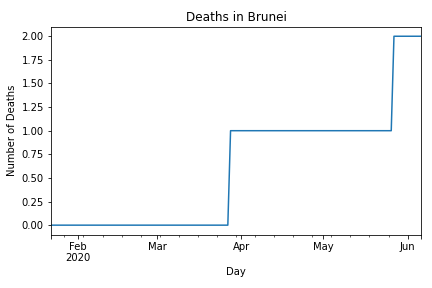 Deaths in Brunei
Number of Deaths
2.00
1.75
1.50
1.25
1.00
0.75
0.50
0.25
0.00
Feb
2020
Mar
Apr
May
Jun
Day